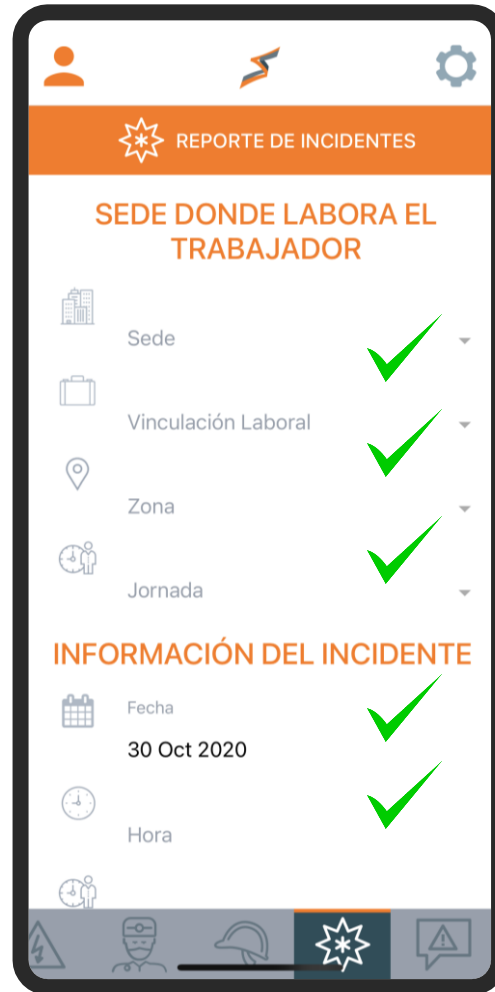 REPORTE DE INCIDENTES
SEDE DONDE LABORA EL
TRABAJADOR
Sede
Vinculación Laboral
Zona
Jornada
INFORMACIÓN DEL INCIDENTE
Fecha
30 Oct 2020
Hora